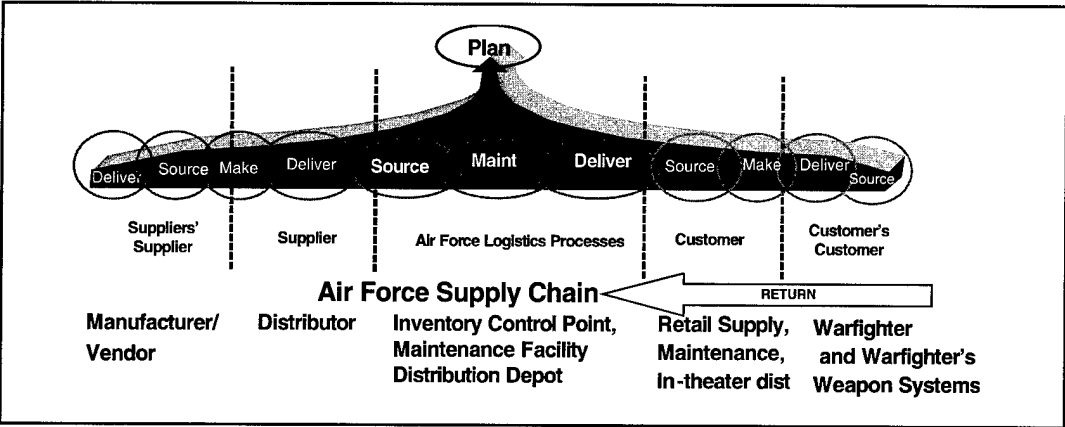 Plan
Deliver Source Make Deliver Source Maint Deliver Source Make Deliver Source
Suppliers'
Supplier
Supplier
Air Force Logistics Processes
Customer
Customer's
Customer
Air Force Supply Chain
RETURN
Manufacturer/
Vendor
Distributor
Inventory Control Point,
Maintenance Facility
Distribution Depot
Retail Supply,
Maintenance,
In-theater dist
Warfighter
and Warfighter's
Weapon Systems